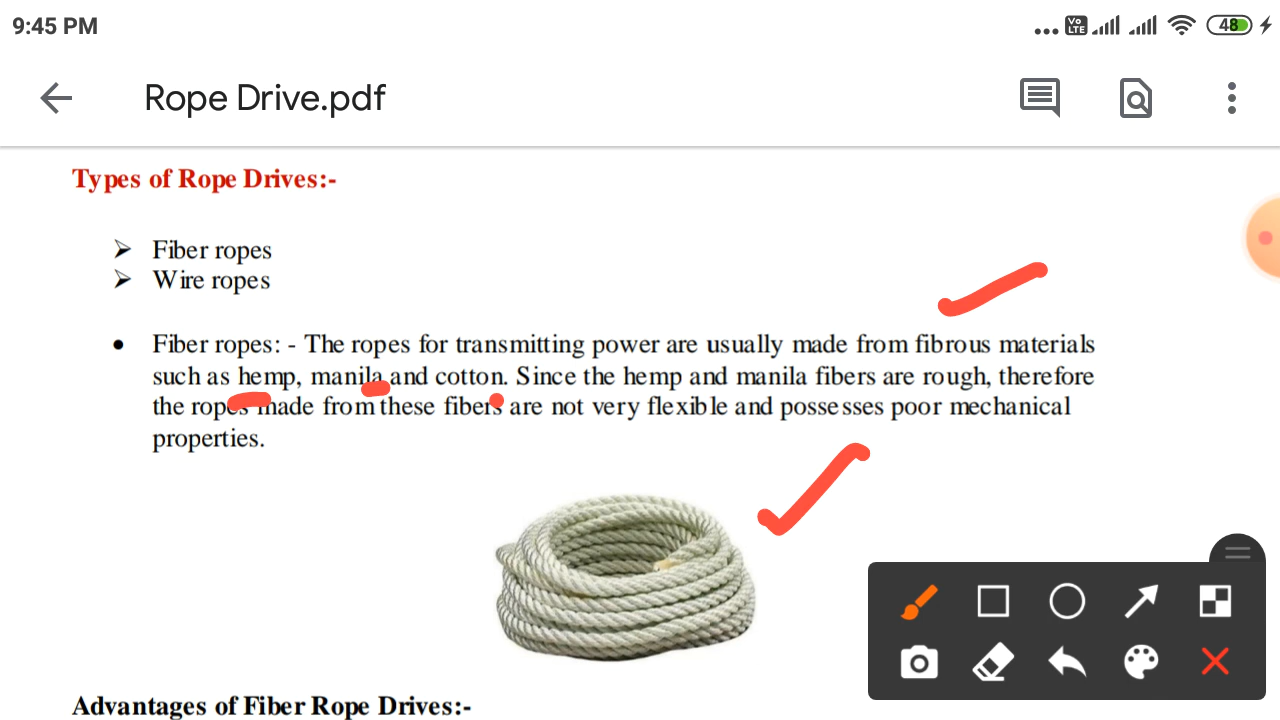 9:45 PM
Vo LTE
48
Rope Drive.pdf
Types of Rope Drives:-
Fiber ropes
Wire ropes
Fiber ropes: - The ropes for transmitting power are usually made from fibrous materials
such as hemp, manila and cotton. Since the hemp and manila fibers are rough, therefore
the ropes made from these fibers are not very flexible and possesses poor mechanical
properties.
Advantages of Fiber Rope Drives:-